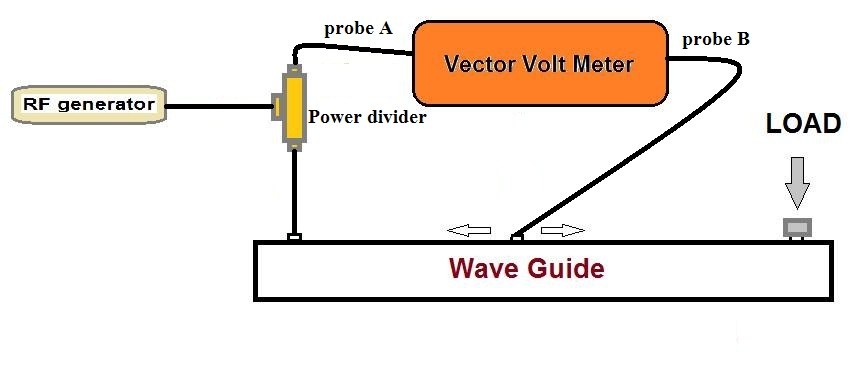 probe A
Vector Volt Meter
probe B
RF generator
Power divider
LOAD
Wave Guide